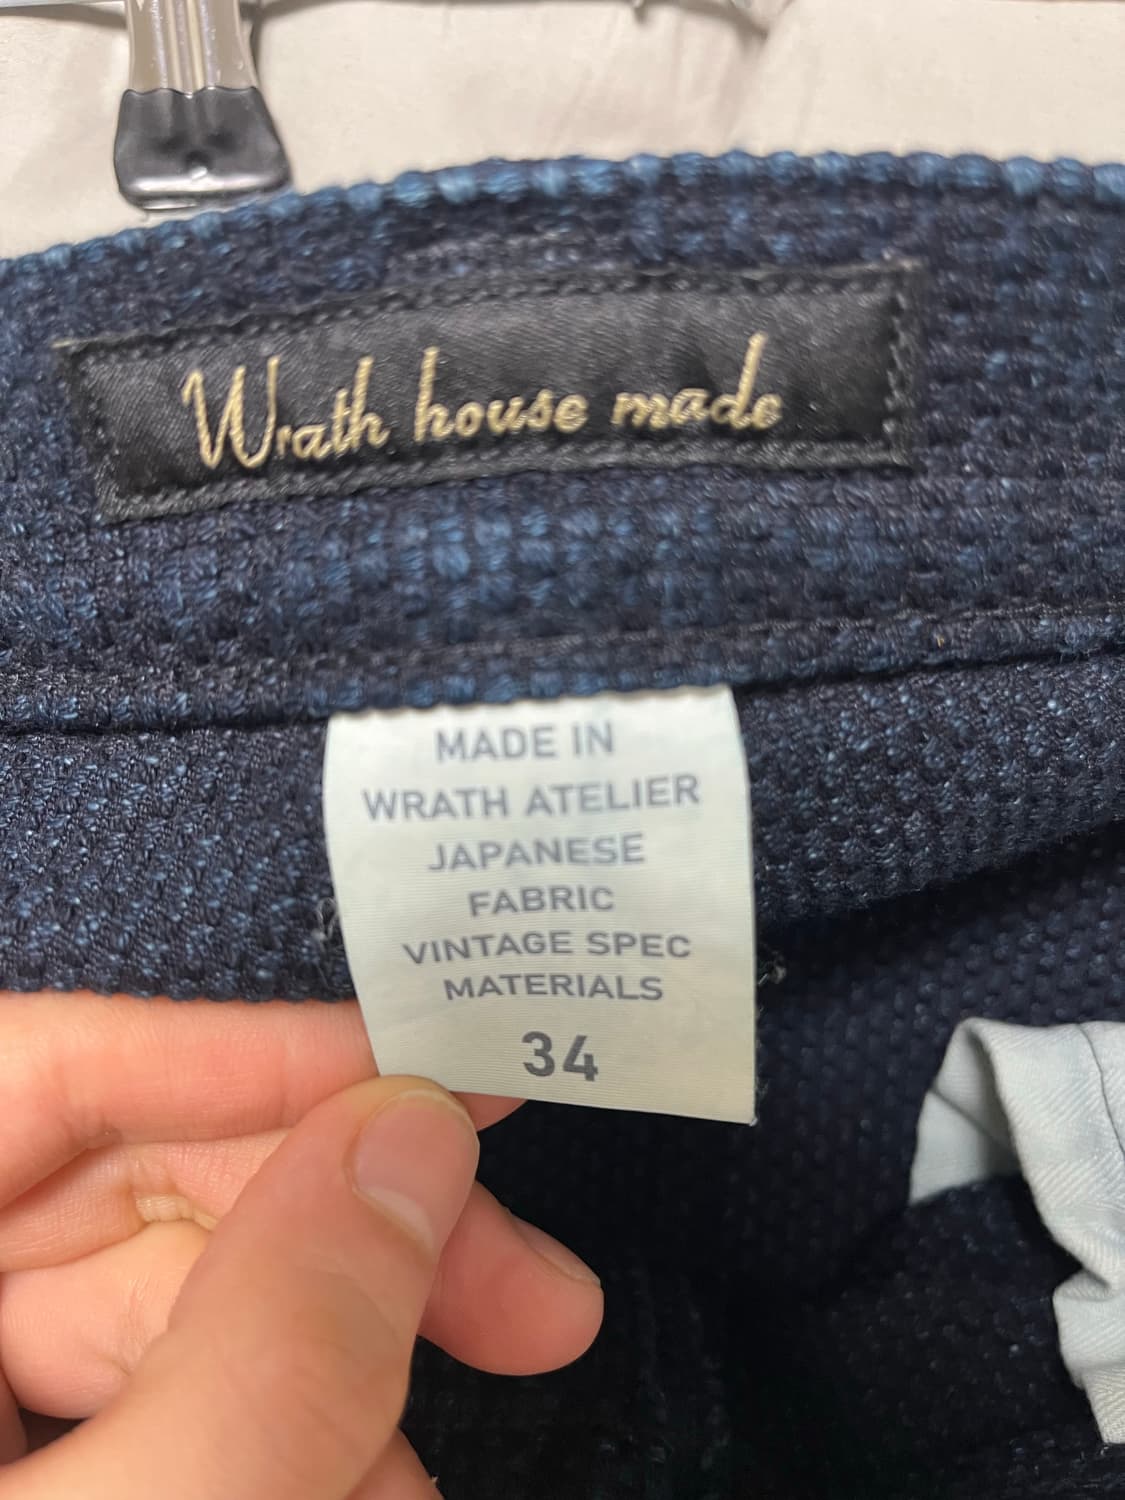 Wrath house made
MADE IN
WRATH ATELIER
JAPANESE
FABRIC
VINTAGE SPEC
MATERIALS
34